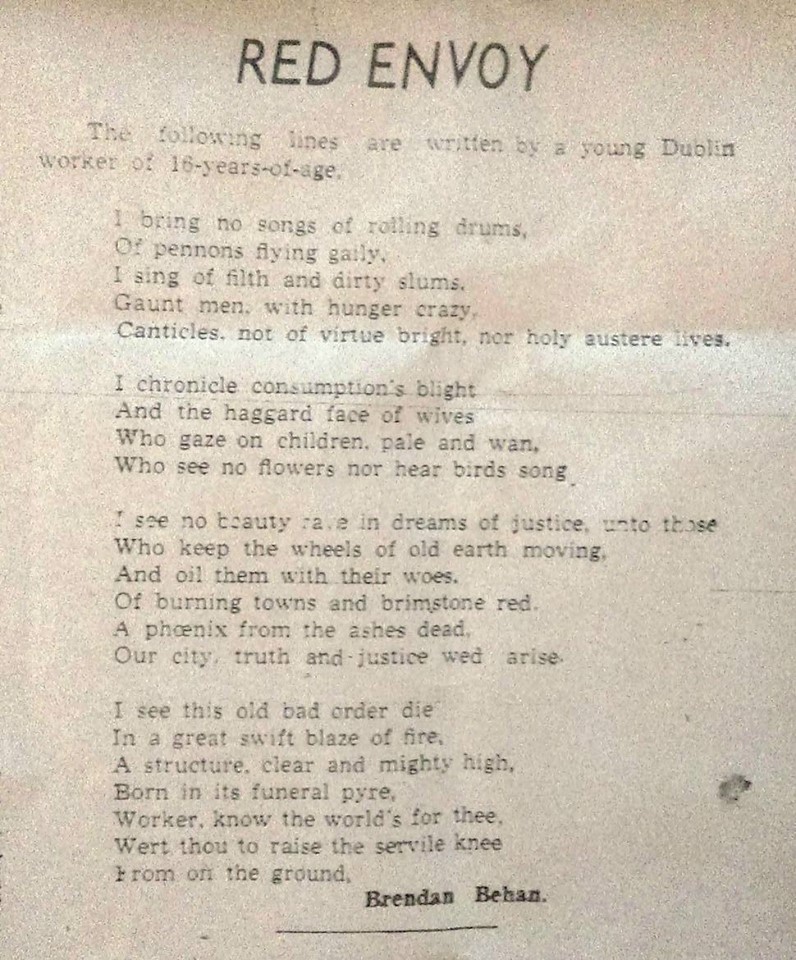 RED ENVOY
The following lines are written by a young Dublin
worker of 16-years-of-age.
I bring no songs of rolling drums,
Of pennons flying gaily,
I sing of filth and dirty slums,
Gaunt men, with hunger crazy,
Canticles, not of virtue bright, nor holy austere lives.
I chronicle consumption's blight
And the haggard face of wives
Who gaze on children, pale and wan,
Who see no flowers nor hear birds song.
I see no beauty save in dreams of justice, unto those
Who keep the wheels of old earth moving,
And oil them with their woes.
Of burning towns and brimstone red,
A phœnix from the ashes dead,
Our city, truth and justice wed arise.
I see this old bad order die
In a great swift blaze of fire,
A structure, clear and mighty high,
Born in its funeral pyre,
Worker, know the world's for thee,
Wert thou to raise the servile knee
From off the ground,
Brendan Behan.